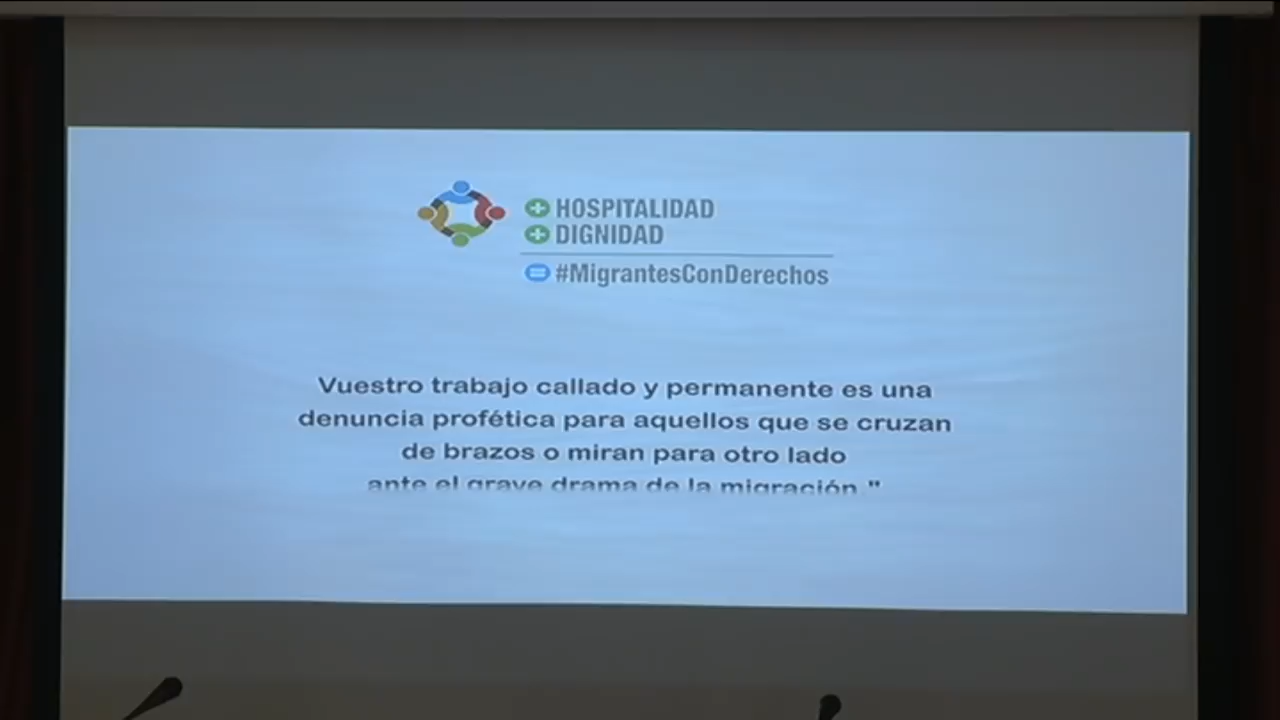 HOSPITALIDAD
DIGNIDAD
#MigrantesConDerechos
Vuestro trabajo callado y permanente es una
denuncia profética para aquellos que se cruzan
de brazos o miran para otro lado
ante el grave drama de la migración."